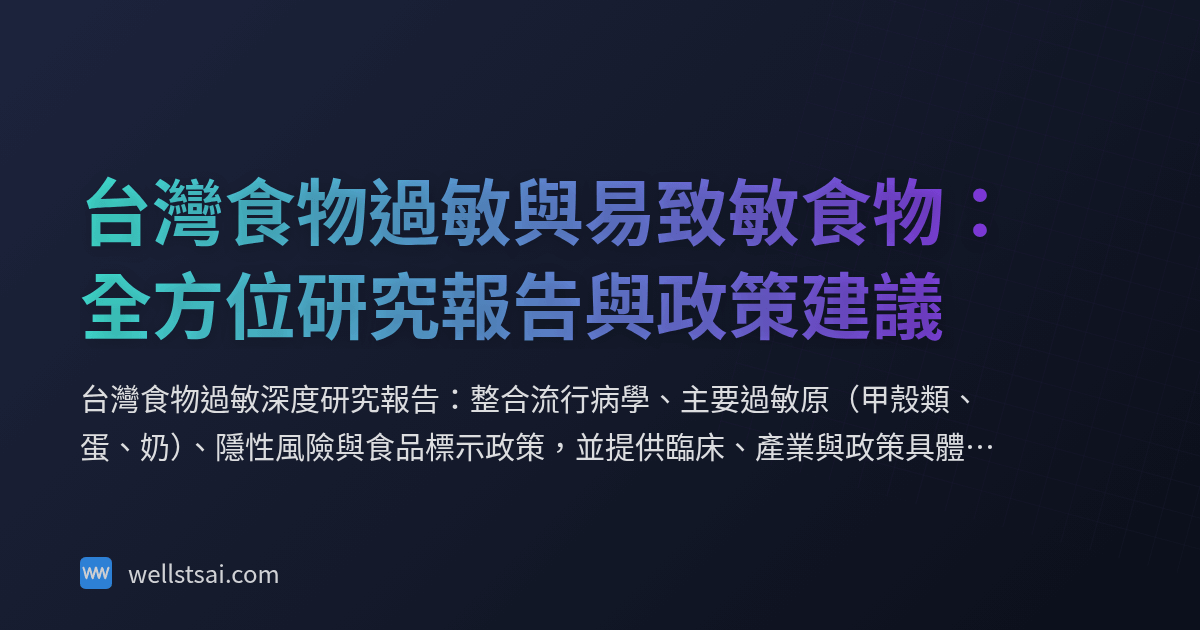 台灣食物過敏與易致敏食物：
全方位研究報告與政策建議
台灣食物過敏深度研究報告：整合流行病學、主要過敏原（甲殼類、
蛋、奶）、隱性風險與食品標示政策，並提供臨床、產業與政策具體…
wellstsai.com